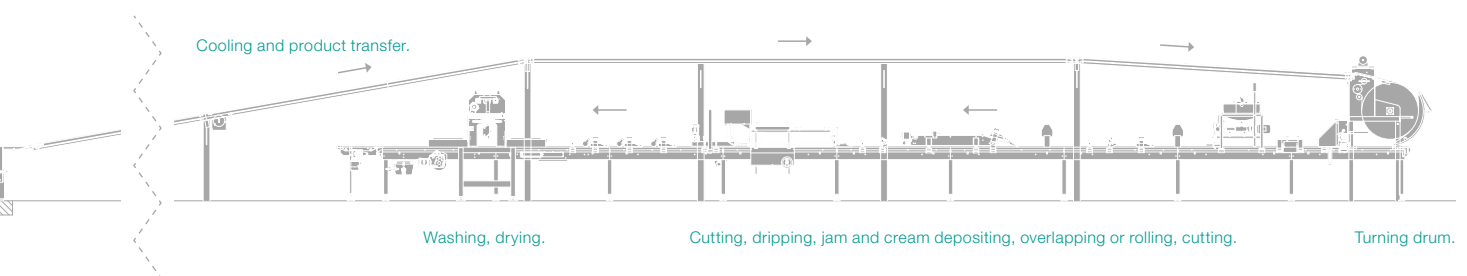 Cooling and product transfer.
Washing, drying.
Cutting, dripping, jam and cream depositing, overlapping or rolling, cutting.
Turning drum.